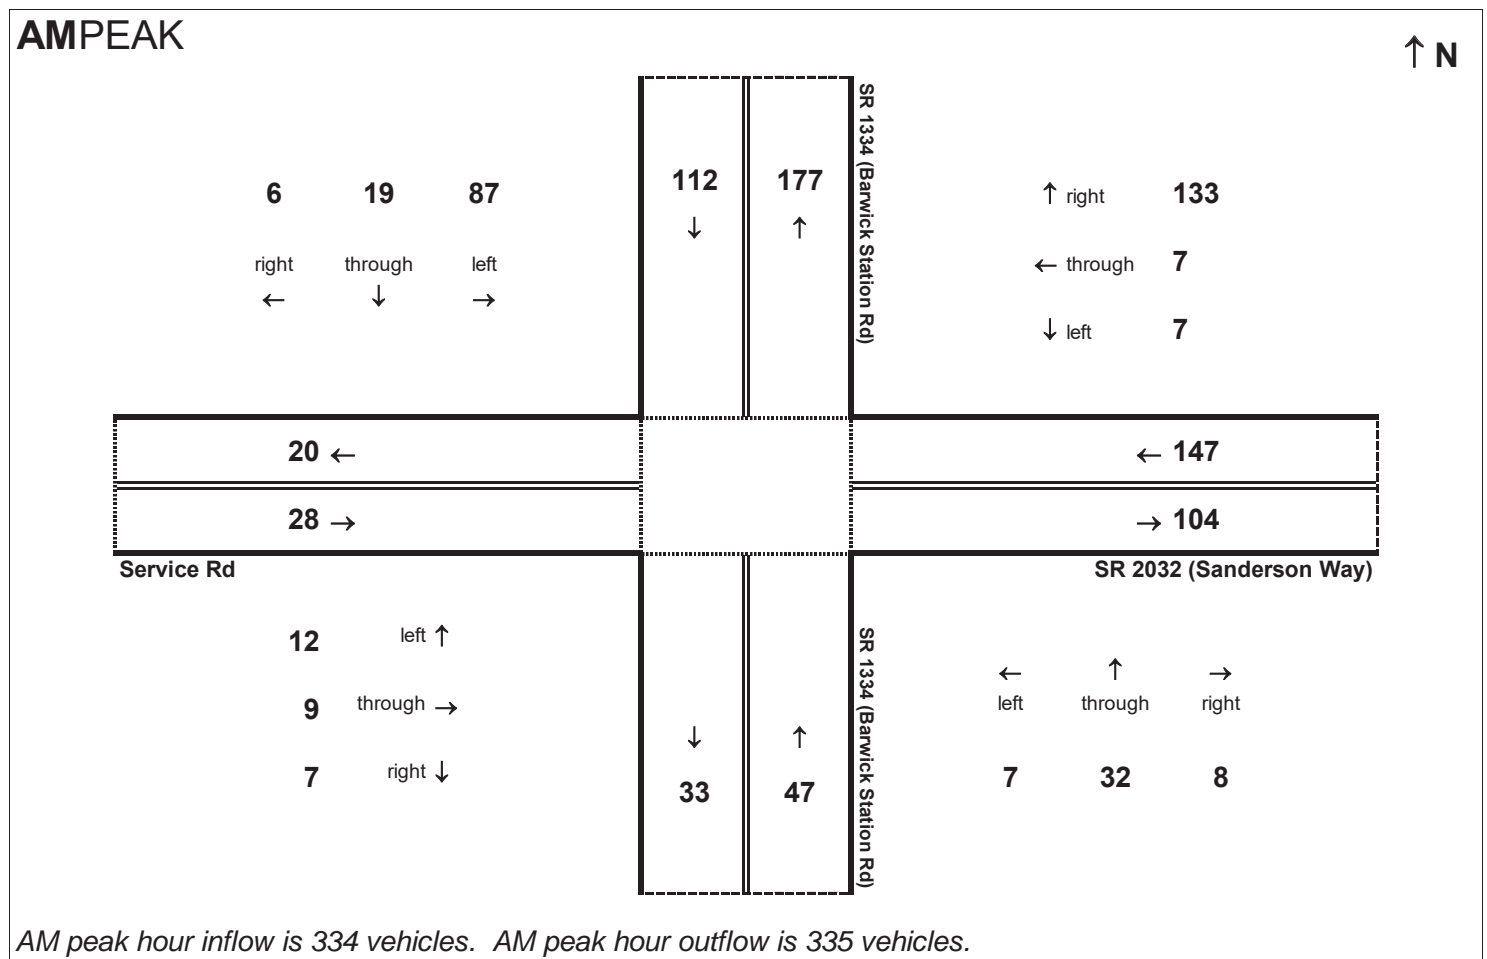 AMPEAK
↑ N
6 19 87
right through left
← ↓ →
112 177
↓ ↑
SR 1334 (Barwick Station Rd)
↑ right 133
← through 7
↓ left 7
20 ←
← 147
28 →
→ 104
Service Rd
SR 2032 (Sanderson Way)
12 left ↑
9 through →
7 right ↓
↓ ↑
33 47
SR 1334 (Barwick Station Rd)
← ↑ →
left through right
7 32 8
AM peak hour inflow is 334 vehicles. AM peak hour outflow is 335 vehicles.